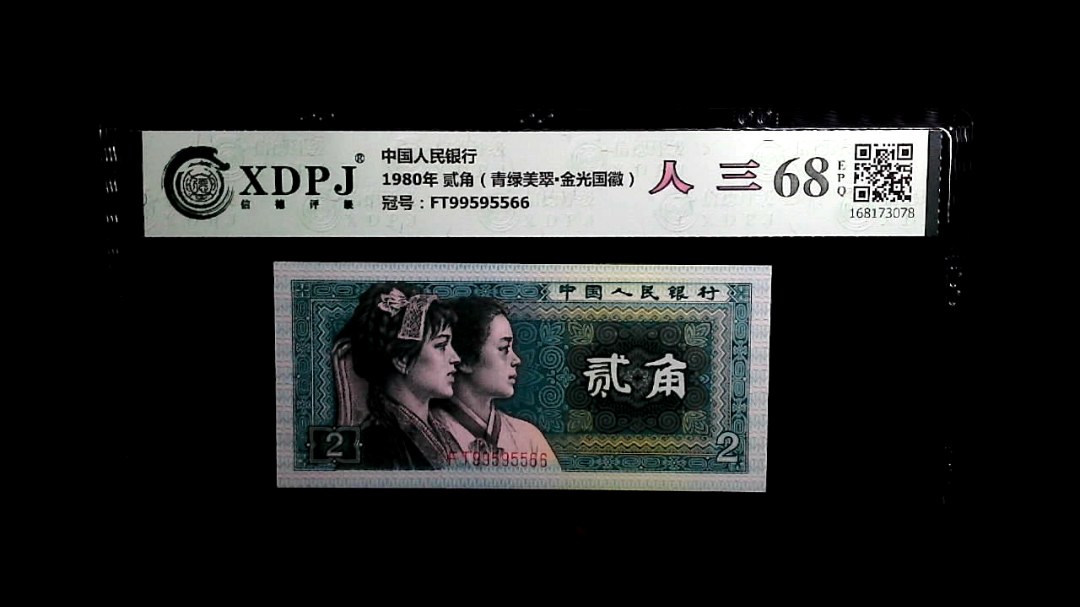 XDPJ®
信德评级
中国人民银行
1980年 贰角（青绿美翠·金光国徽）
冠号：FT99595566
人 三 68 EPQ
168173078
中国人民银行
贰角
2
2
FT99595566